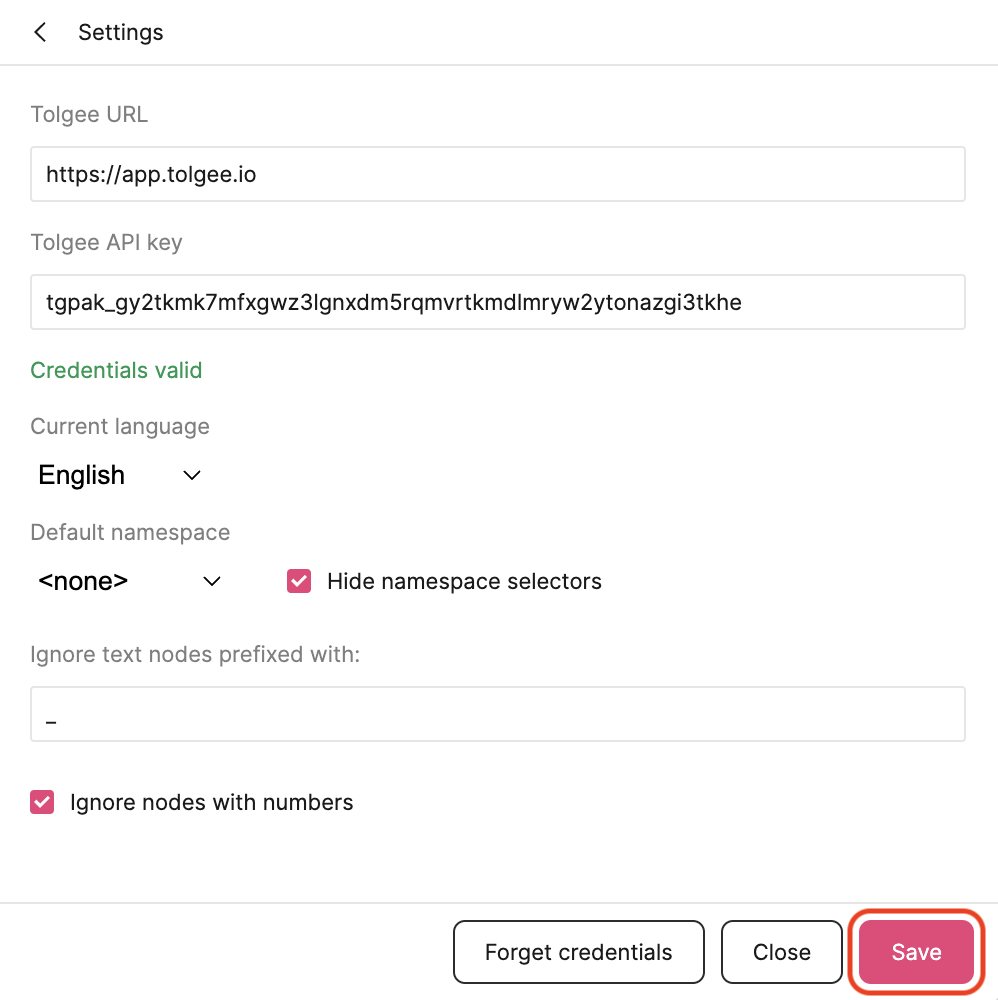 Settings
Tolgee URL
https://app.tolgee.io
Tolgee API key
tgpak_gy2tkmk7mfxgwz3lgnxdm5rqmvrtkmdlmryw2ytonazgi3tkhe
Credentials valid
Current language
English
Default namespace
<none> Hide namespace selectors
Ignore text nodes prefixed with:
_
Ignore nodes with numbers
Forget credentials Close Save